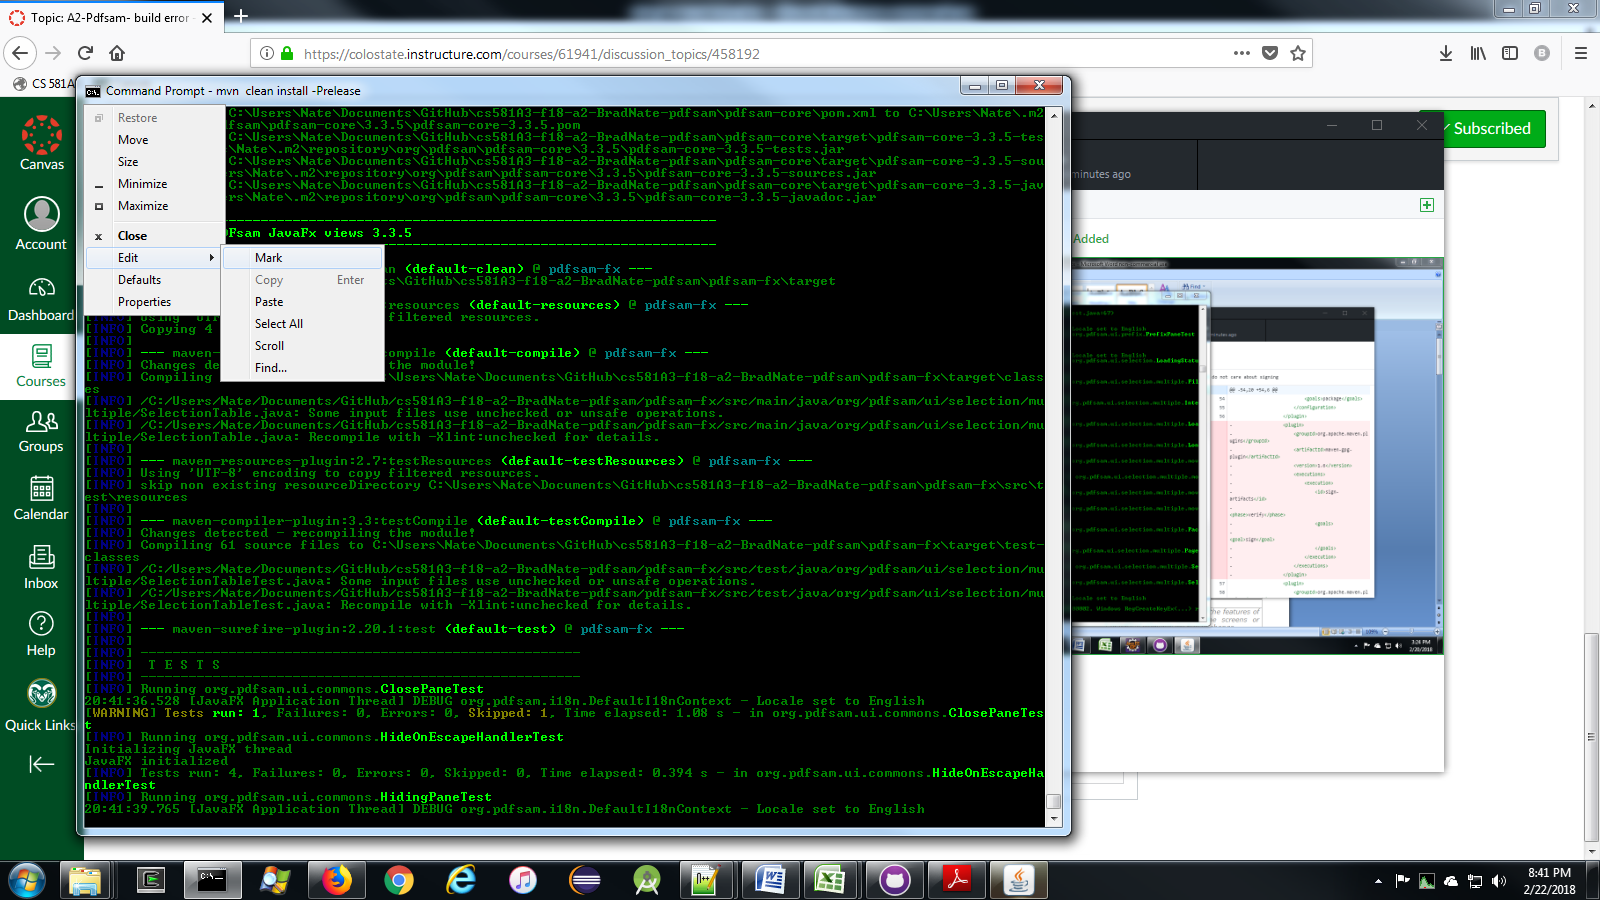 Topic: A2-Pdfsam- build error -
https://colostate.instructure.com/courses/61941/discussion_topics/458192
CS 581A
Command Prompt - mvn  clean install -Prelease
Restore
Move
Size
Minimize
Maximize
Close
Edit
Defaults
Properties
Mark
Copy Enter
Paste
Select All
Scroll
Find...
C:\Users\Nate\Documents\GitHub\cs581A3-f18-a2-BradNate-pdfsam\pdfsam-core\pom.xml to C:\Users\Nate\.m2
fsam\pdfsam-core\3.3.5\pdfsam-core-3.3.5.pom
C:\Users\Nate\Documents\GitHub\cs581A3-f18-a2-BradNate-pdfsam\pdfsam-core\target\pdfsam-core-3.3.5-tes
\Nate\.m2\repository\org\pdfsam\pdfsam-core\3.3.5\pdfsam-core-3.3.5-tests.jar
C:\Users\Nate\Documents\GitHub\cs581A3-f18-a2-BradNate-pdfsam\pdfsam-core\target\pdfsam-core-3.3.5-sou
s\Nate\.m2\repository\org\pdfsam\pdfsam-core\3.3.5\pdfsam-core-3.3.5-sources.jar
C:\Users\Nate\Documents\GitHub\cs581A3-f18-a2-BradNate-pdfsam\pdfsam-core\target\pdfsam-core-3.3.5-jav
s\Nate\.m2\repository\org\pdfsam\pdfsam-core\3.3.5\pdfsam-core-3.3.5-javadoc.jar
DFsam JavaFx views 3.3.5
n (default-clean) @ pdfsam-fx ---
\Nate\Documents\GitHub\cs581A3-f18-a2-BradNate-pdfsam\pdfsam-fx\target
resources (default-resources) @ pdfsam-fx ---
filtered resources.
[INFO] Copying 4
[INFO]
[INFO] --- maven- compile (default-compile) @ pdfsam-fx ---
[INFO] Changes de the module!
[INFO] Compiling \Users\Nate\Documents\GitHub\cs581A3-f18-a2-BradNate-pdfsam\pdfsam-fx\target\class
es
[INFO] /C:/Users/Nate/Documents/GitHub/cs581A3-f18-a2-BradNate-pdfsam/pdfsam-fx/src/main/java/org/pdfsam/ui/selection/mu
ltiple/SelectionTable.java: Some input files use unchecked or unsafe operations.
[INFO] /C:/Users/Nate/Documents/GitHub/cs581A3-f18-a2-BradNate-pdfsam/pdfsam-fx/src/main/java/org/pdfsam/ui/selection/mu
ltiple/SelectionTable.java: Recompile with -Xlint:unchecked for details.
[INFO]
[INFO] --- maven-resources-plugin:2.7:testResources (default-testResources) @ pdfsam-fx ---
[INFO] Using 'UTF-8' encoding to copy filtered resources.
[INFO] skip non existing resourceDirectory C:\Users\Nate\Documents\GitHub\cs581A3-f18-a2-BradNate-pdfsam\pdfsam-fx\src\t
est\resources
[INFO]
[INFO] --- maven-compiler-plugin:3.3:testCompile (default-testCompile) @ pdfsam-fx ---
[INFO] Changes detected - recompiling the module!
[INFO] Compiling 61 source files to C:\Users\Nate\Documents\GitHub\cs581A3-f18-a2-BradNate-pdfsam\pdfsam-fx\target\test-
classes
[INFO] /C:/Users/Nate/Documents/GitHub/cs581A3-f18-a2-BradNate-pdfsam/pdfsam-fx/src/test/java/org/pdfsam/ui/selection/mu
ltiple/SelectionTableTest.java: Some input files use unchecked or unsafe operations.
[INFO] /C:/Users/Nate/Documents/GitHub/cs581A3-f18-a2-BradNate-pdfsam/pdfsam-fx/src/test/java/org/pdfsam/ui/selection/mu
ltiple/SelectionTableTest.java: Recompile with -Xlint:unchecked for details.
[INFO]
[INFO] --- maven-surefire-plugin:2.20.1:test (default-test) @ pdfsam-fx ---
[INFO]
[INFO] -------------------------------------------------------
[INFO]  T E S T S
[INFO] -------------------------------------------------------
[INFO] Running org.pdfsam.ui.commons.ClosePaneTest
20:41:36.528 [JavaFX Application Thread] DEBUG org.pdfsam.i18n.DefaultI18nContext - Locale set to English
[WARNING] Tests run: 1, Failures: 0, Errors: 0, Skipped: 1, Time elapsed: 1.08 s - in org.pdfsam.ui.commons.ClosePaneTes
t
[INFO] Running org.pdfsam.ui.commons.HideOnEscapeHandlerTest
Initializing JavaFX thread
JavaFX initialized
[INFO] Tests run: 4, Failures: 0, Errors: 0, Skipped: 0, Time elapsed: 0.394 s - in org.pdfsam.ui.commons.HideOnEscapeHa
ndlerTest
[INFO] Running org.pdfsam.ui.commons.HidingPaneTest
20:41:39.765 [JavaFX Application Thread] DEBUG org.pdfsam.i18n.DefaultI18nContext - Locale set to English
Canvas
Account
Dashboard
Courses
Groups
Calendar
Inbox
Help
Quick Links
Subscribed
minutes ago
Added
do not care about signing
the features of
8:41 PM
2/22/2018